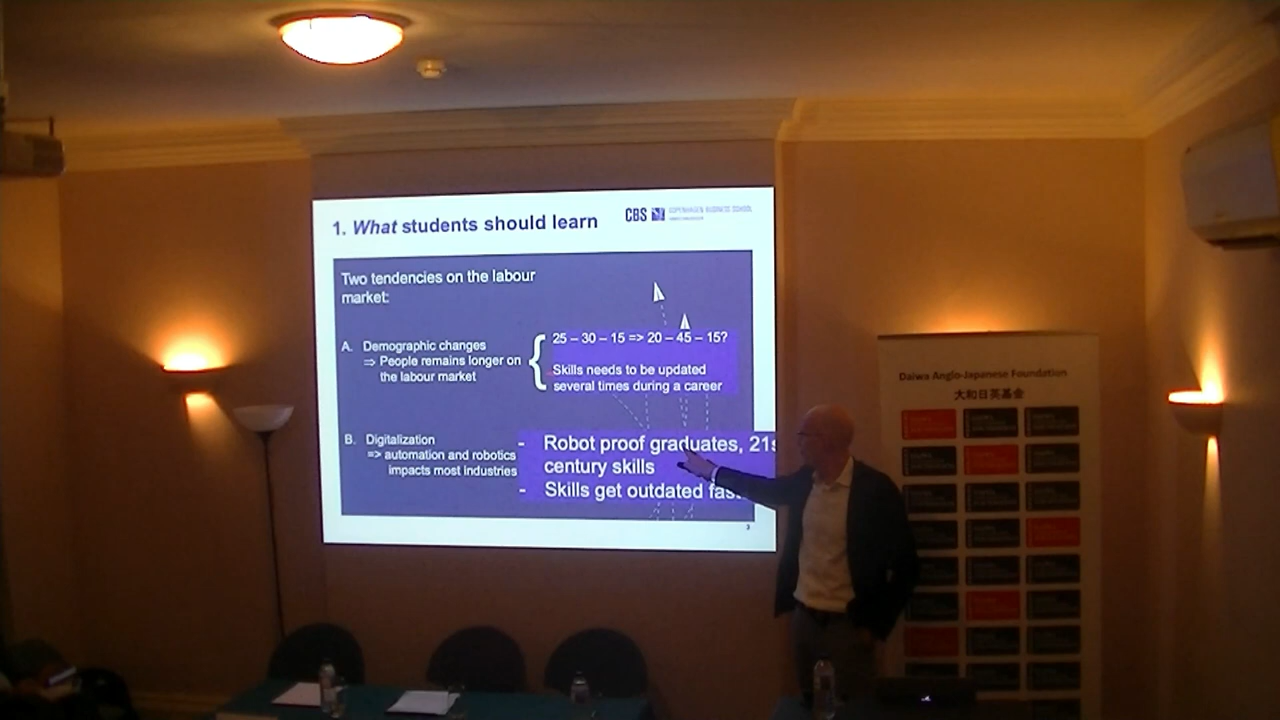 1. What students should learn
CBS COPENHAGEN BUSINESS SCHOOL
Two tendencies on the labour
market:
A. Demographic changes
⇒ People remains longer on
the labour market
25 – 30 – 15 => 20 – 45 – 15?
Skills needs to be updated
several times during a career
B. Digitalization
=> automation and robotics
impacts most industries
- Robot proof graduates, 21s
century skills
- Skills get outdated fas
3
Daiwa Anglo-Japanese Foundation
大和日英基金